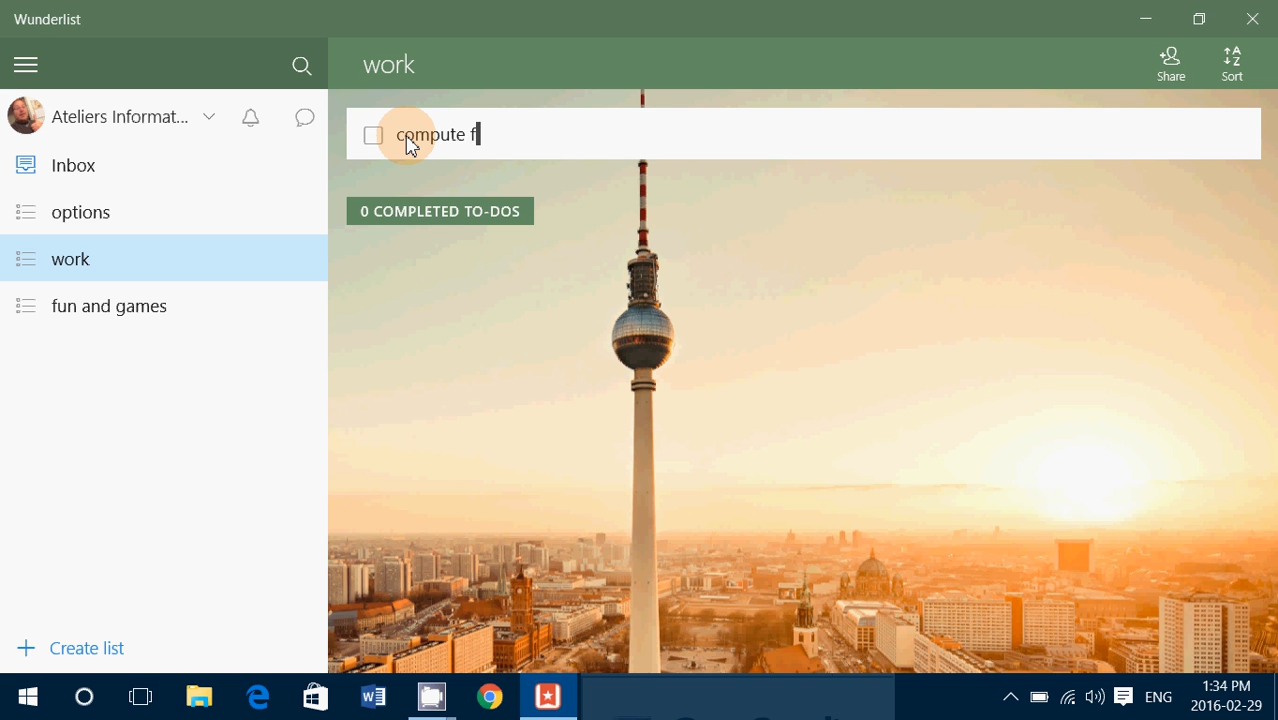 Wunderlist
work
Share
Sort
Ateliers Informat...
compute f
Inbox
options
0 COMPLETED TO-DOS
work
fun and games
Create list
ENG
1:34 PM
2016-02-29